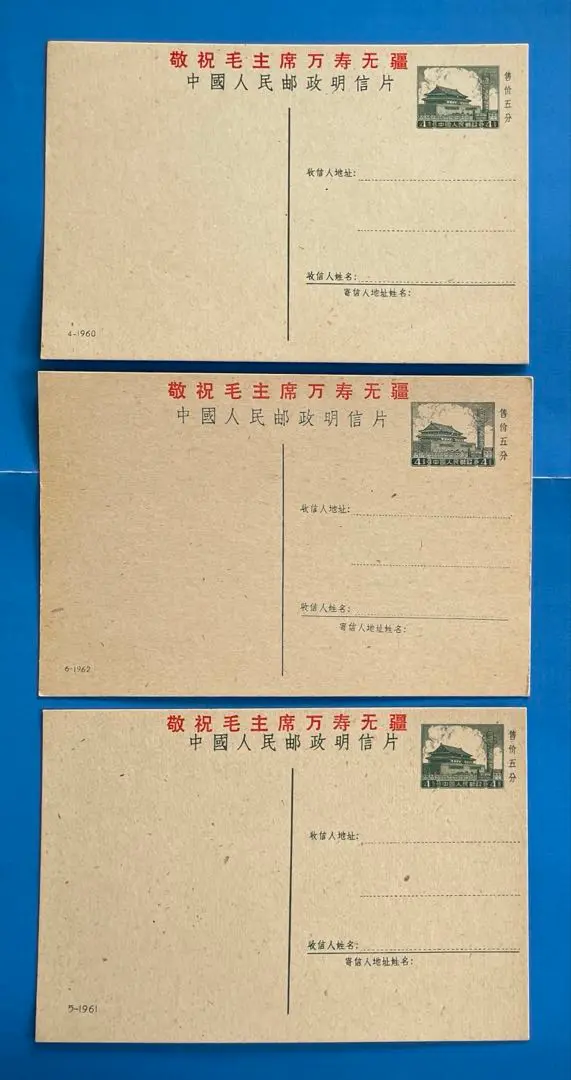 敬祝毛主席万寿无疆
中國人民邮政明信片
售价五分
收信人地址:
收信人姓名:
寄信人地址姓名:
4-1960
敬祝毛主席万寿无疆
中國人民邮政明信片
售价五分
收信人地址:
收信人姓名:
寄信人地址姓名:
6-1962
敬祝毛主席万寿无疆
中國人民邮政明信片
售价五分
收信人地址:
收信人姓名:
寄信人地址姓名:
5-1961